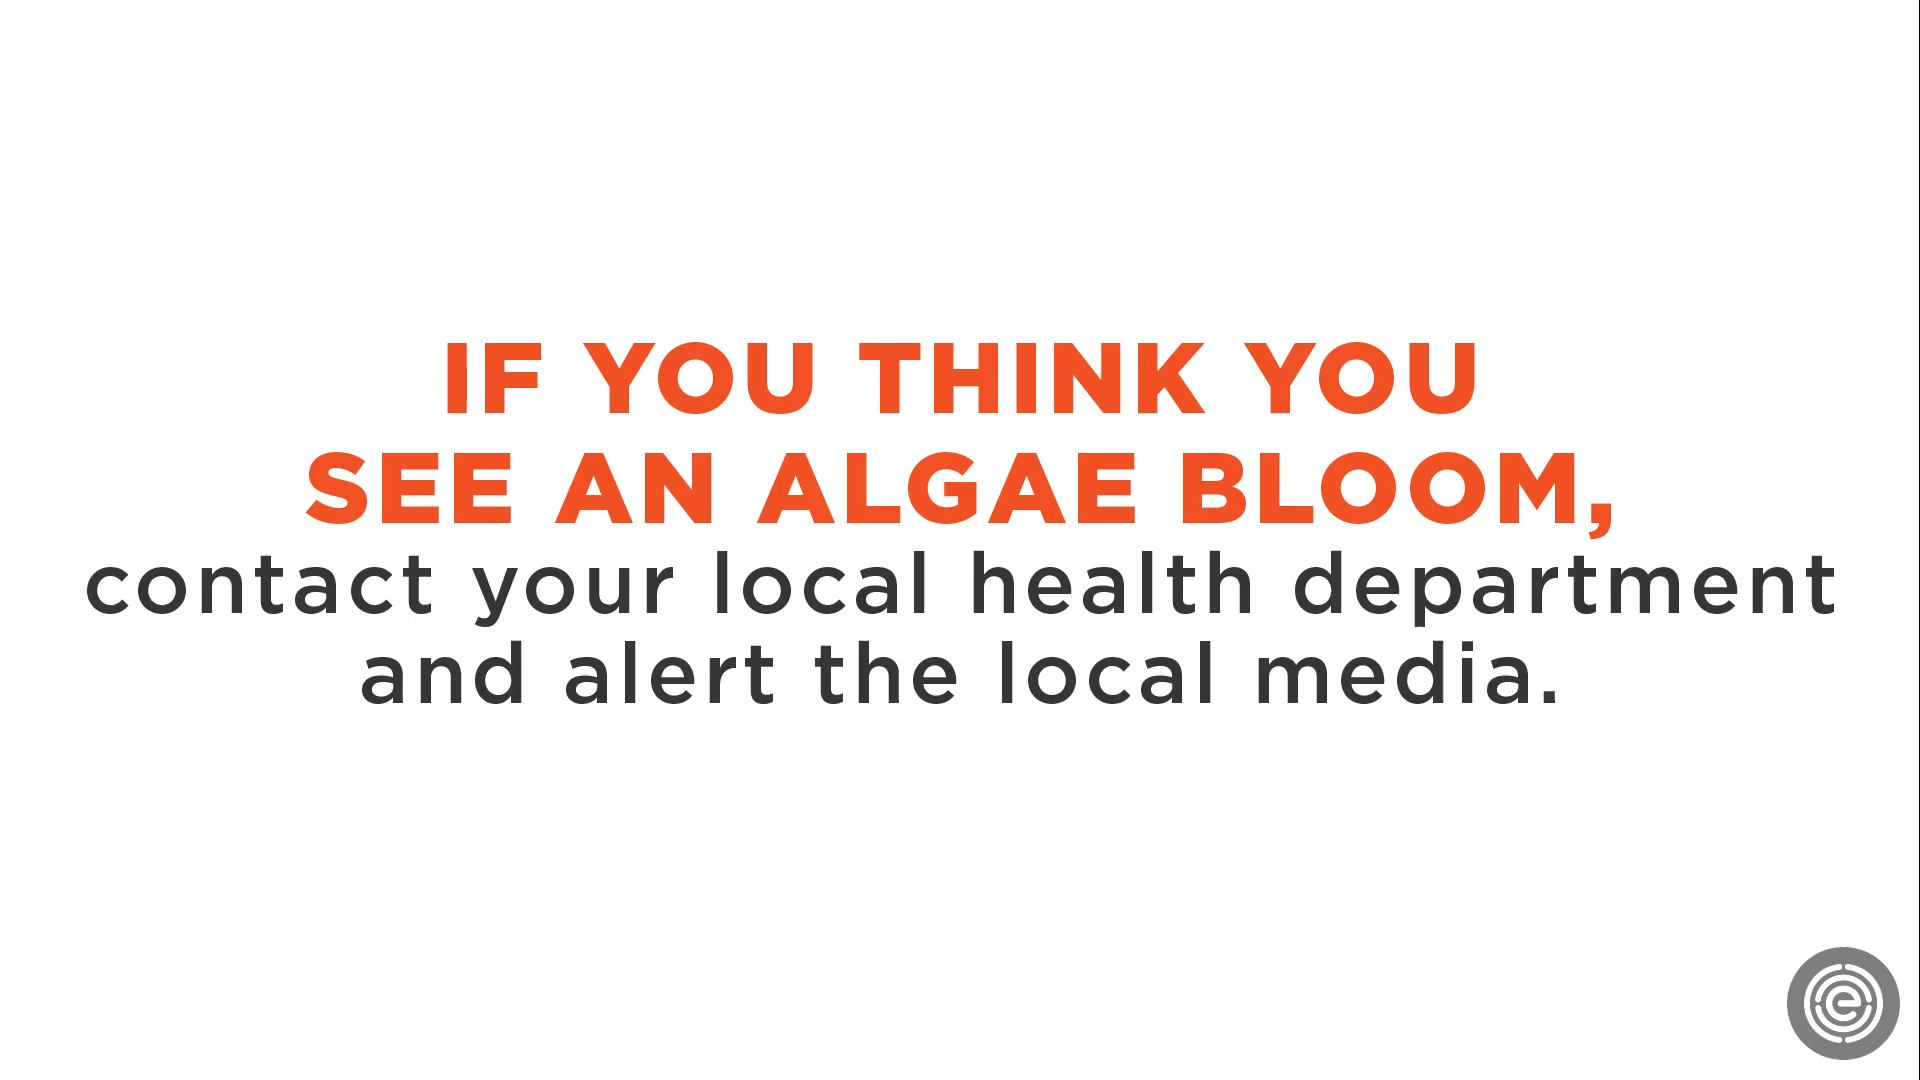 IF YOU THINK YOU
SEE AN ALGAE BLOOM,
contact your local health department
and alert the local media.
e